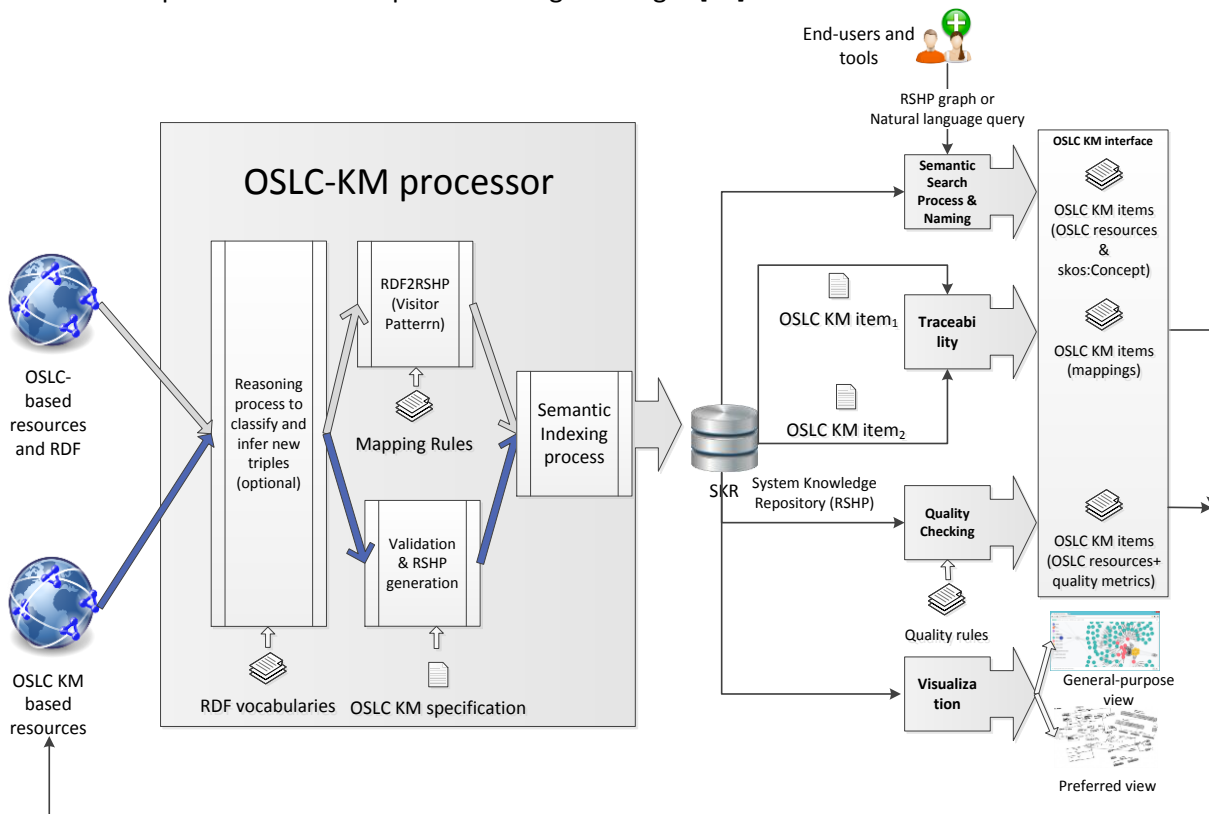 End-users and
tools
RSHP graph or
Natural language query
OSLC-KM processor
OSLC-
based
resources
and RDF
OSLC KM
based
resources
Reasoning
process to
classify and
infer new
triples
(optional)
RDF vocabularies
RDF2RSHP
(Visitor
Patterrn)
Mapping Rules
Validation
& RSHP
generation
OSLC KM specification
Semantic
Indexing
process
SKR
System Knowledge
Repository (RSHP)
Semantic
Search
Process &
Naming
OSLC KM item1
Traceabi
lity
OSLC KM item2
Quality
Checking
Quality rules
Visualiza
tion
OSLC KM interface
OSLC KM items
(OSLC resources
&
skos:Concept)
OSLC KM items
(mappings)
OSLC KM items
(OSLC resources+
quality metrics)
General-purpose
view
Preferred view